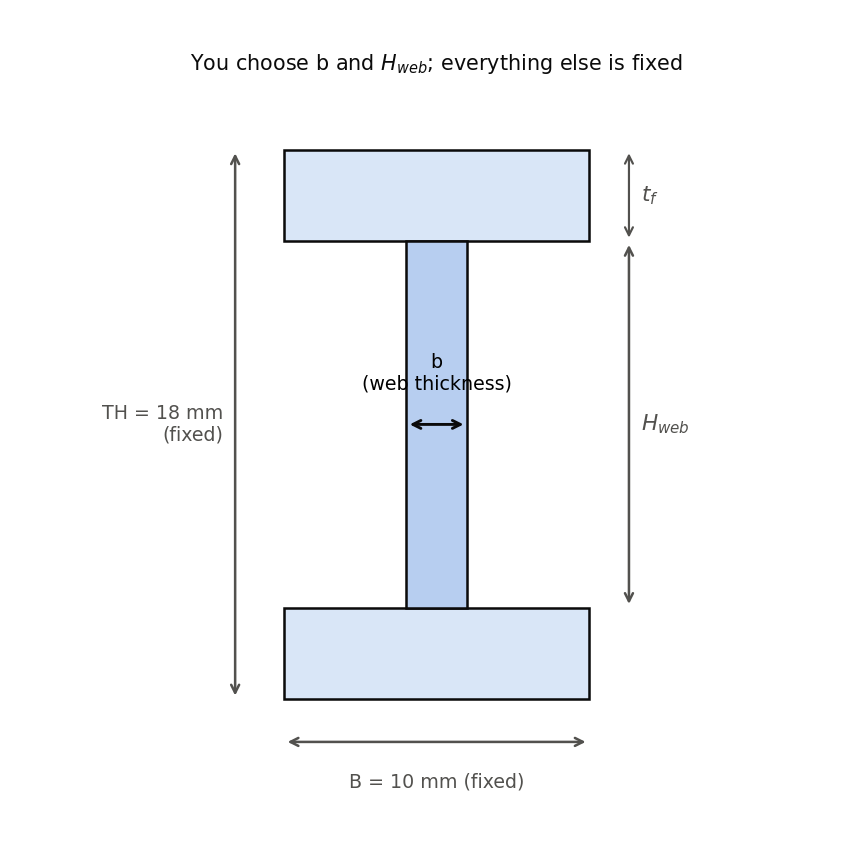 You choose b and H_web; everything else is fixed
t_f
b
(web thickness)
TH = 18 mm
(fixed)
H_web
B = 10 mm (fixed)